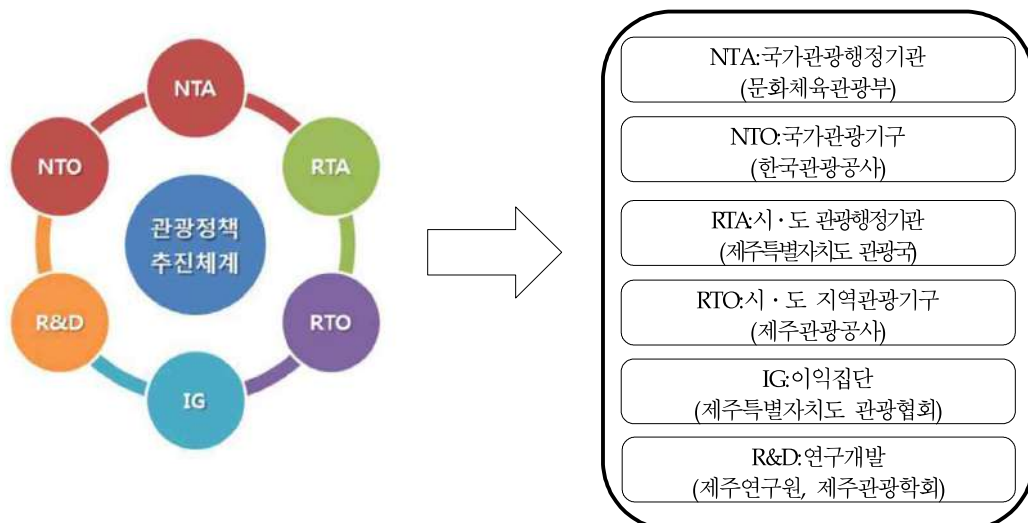 NTA
NTO
RTA
관광정책
추진체계
R&D
RTO
IG
NTA:국가관광행정기관
(문화체육관광부)
NTO:국가관광기구
(한국관광공사)
RTA:시·도 관광행정기관
(제주특별자치도 관광국)
RTO:시·도 지역관광기구
(제주관광공사)
IG:이익집단
(제주특별자치도 관광협회)
R&D:연구개발
(제주연구원, 제주관광학회)